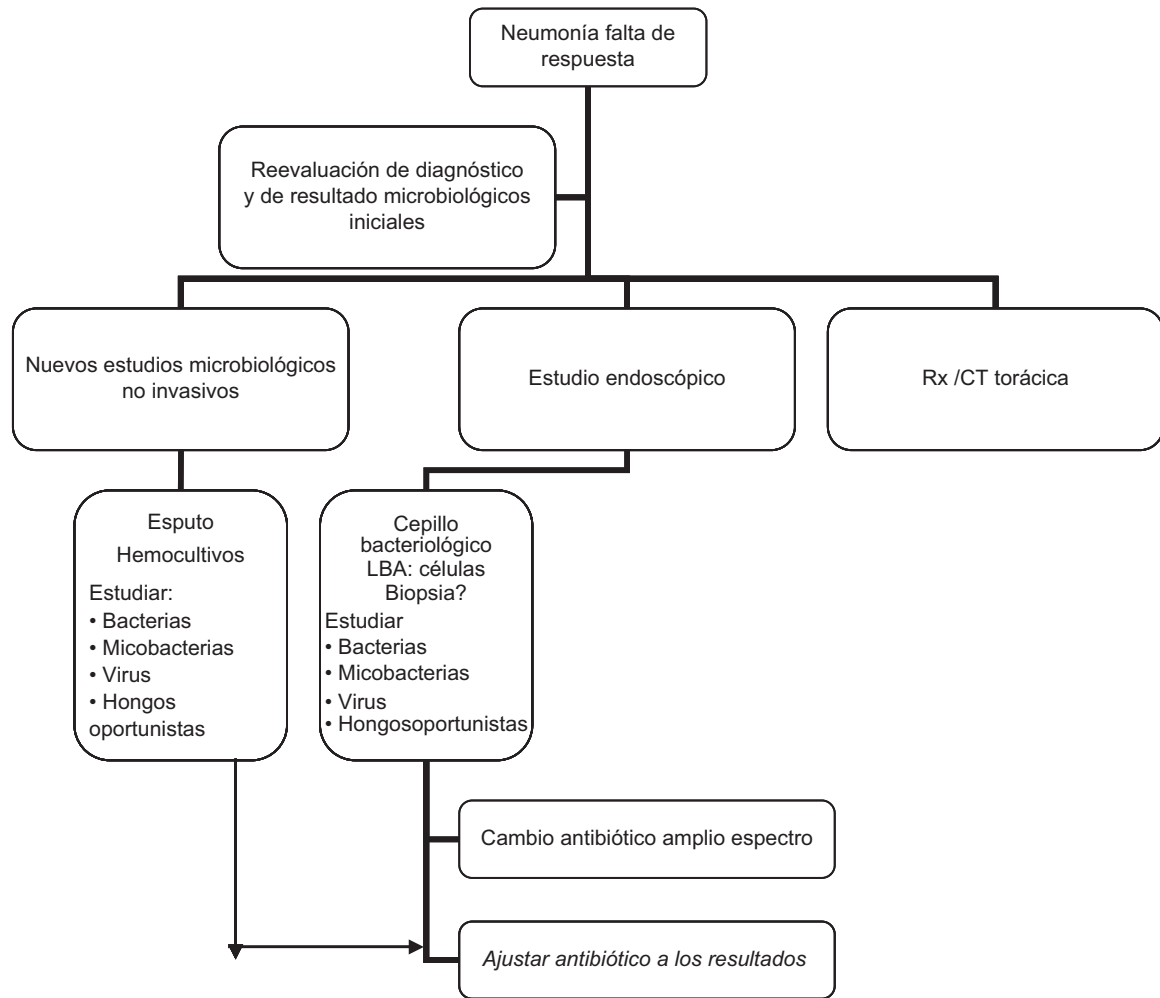 Neumonía falta de
respuesta
Reevaluación de diagnóstico
y de resultado microbiológicos
iniciales
Nuevos estudios microbiológicos
no invasivos
Estudio endoscópico
Rx /CT torácica
Esputo
Hemocultivos
Estudiar:
• Bacterias
• Micobacterias
• Virus
• Hongos
oportunistas
Cepillo
bacteriológico
LBA: células
Biopsia?
Estudiar
• Bacterias
• Micobacterias
• Virus
• Hongosoportunistas
Cambio antibiótico amplio espectro
Ajustar antibiótico a los resultados